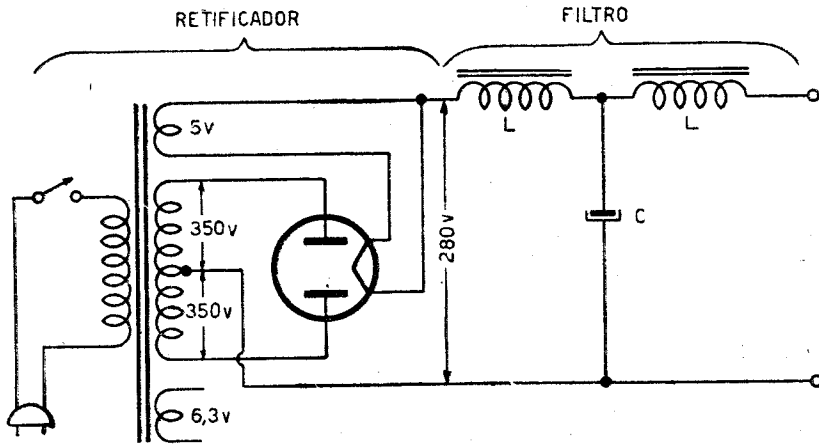 RETIFICADOR
FILTRO
5v
L
L
350v
280v
C
350v
6,3v